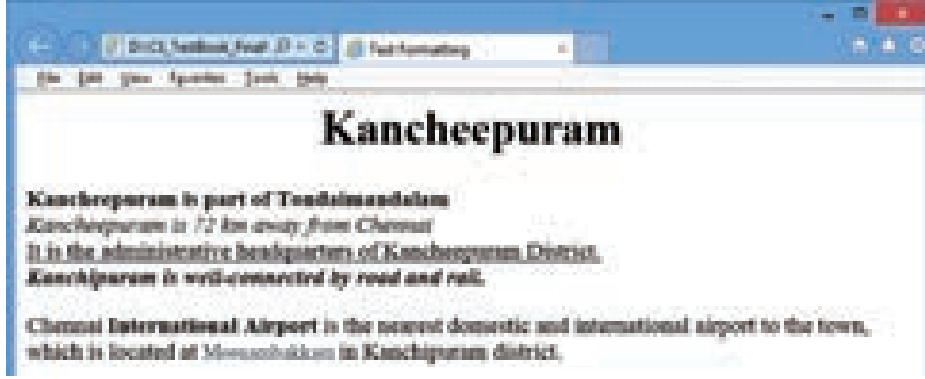 Text formatting
File Edit View Favorites Tools Help
Kancheepuram
Kancheepuram is part of Tondaimandalam
Kancheepuram is 72 km away from Chennai
It is the administrative headquarters of Kancheepuram District.
Kanchipuram is well-connected by road and rail.
Chennai International Airport is the nearest domestic and international airport to the town,
which is located at Meenambakkam in Kanchipuram district.